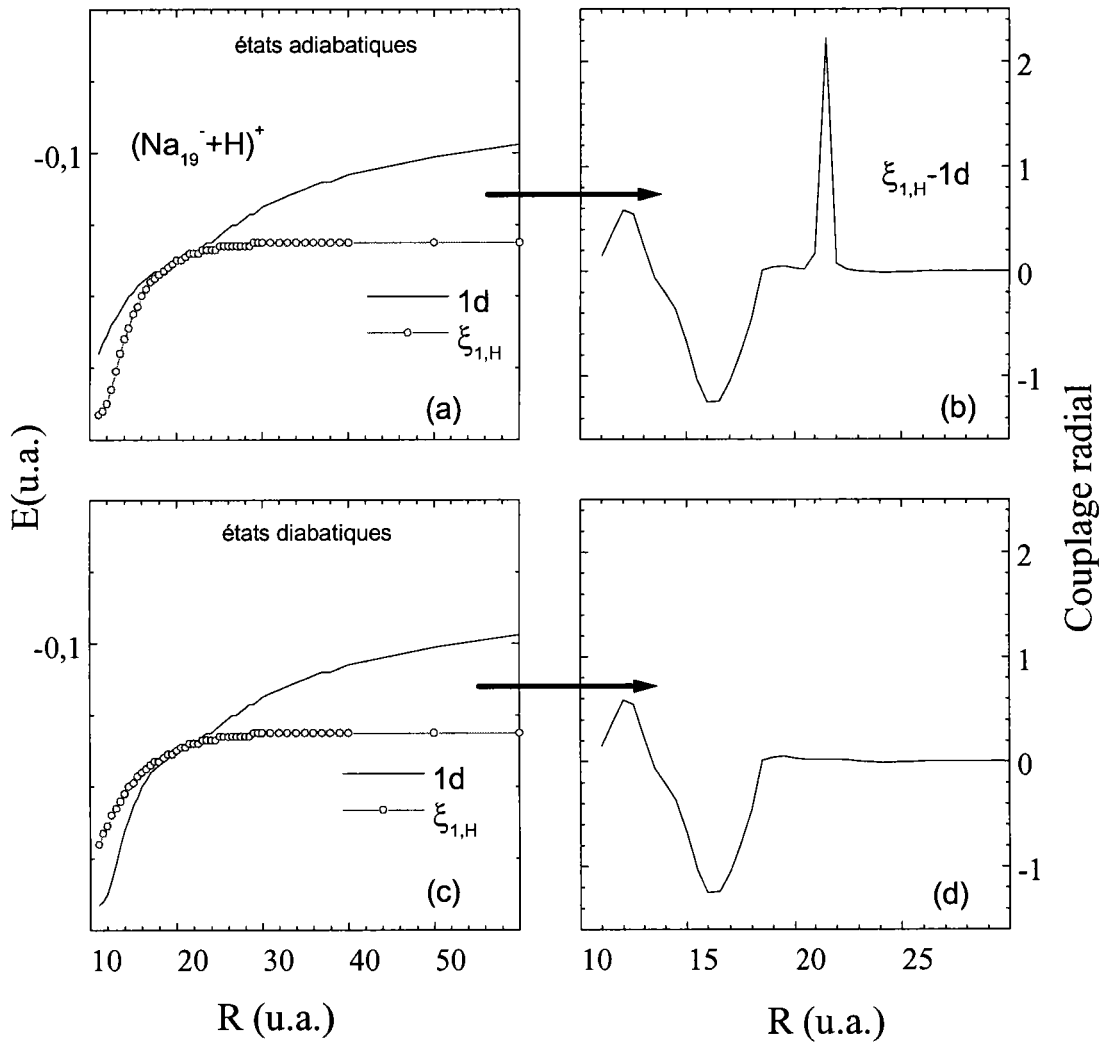 états adiabatiques
(Na₁₉⁻+H)⁺
-0,1
1d
ξ₁,H
(a)
ξ₁,H-1d
2
1
0
-1
(b)
E(u.a.)
Couplage radial
états diabatiques
-0,1
1d
ξ₁,H
(c)
2
1
0
-1
(d)
10 20 30 40 50
10 15 20 25
R (u.a.)
R (u.a.)